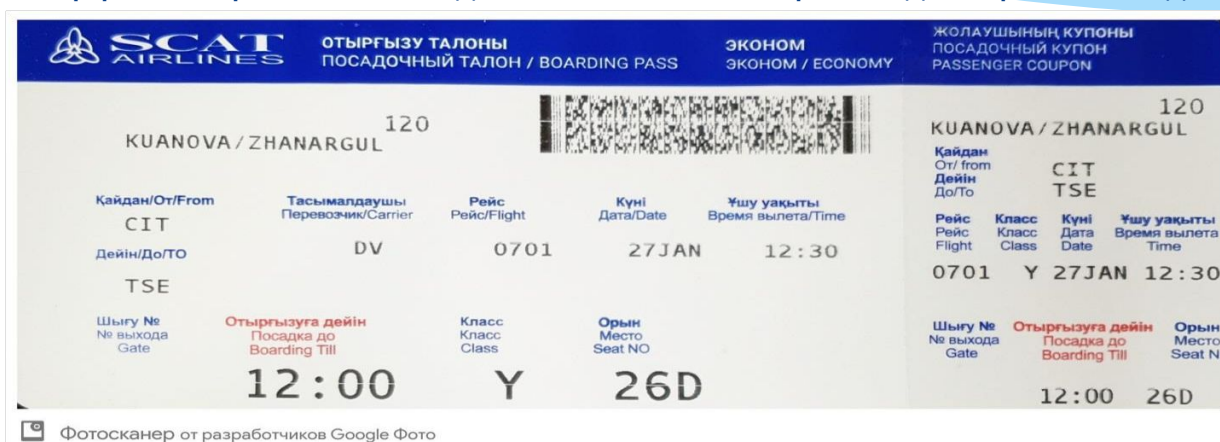 SCAT
AIRLINES
ОТЫРҒЫЗУ ТАЛОНЫ
ПОСАДОЧНЫЙ ТАЛОН / BOARDING PASS
ЭКОНОМ
ЭКОНОМ / ECONOMY
120
KUANOVA/ZHANARGUL
Қайдан/От/From
CIT
Дейін/До/ТО
TSE
Тасымалдаушы
Перевозчик/Carrier
DV
Рейс
Рейс/Flight
0701
Күні
Дата/Date
27JAN
Ұшу уақыты
Время вылета/Time
12:30
Шығу №
№ выхода
Gate
Отырғызуға дейін
Посадка до
Boarding Till
12:00
Класс
Класс
Class
Y
Орын
Место
Seat NO
26D
ЖОЛАУШЫНЫҢ КУПОНЫ
ПОСАДОЧНЫЙ КУПОН
PASSENGER COUPON
120
KUANOVA/ZHANARGUL
Қайдан
От/ from
CIT
Дейін
До/То
TSE
Рейс Класс Күні Ұшу уақыты
Рейс Класс Дата Время вылета
Flight Class Date Time
0701 Y 27JAN 12:30
Шығу № Отырғызуға дейін Орын
№ выхода Посадка до Место
Gate Boarding Till Seat N
12:00 26D
Фотосканер от разработчиков Google Фото